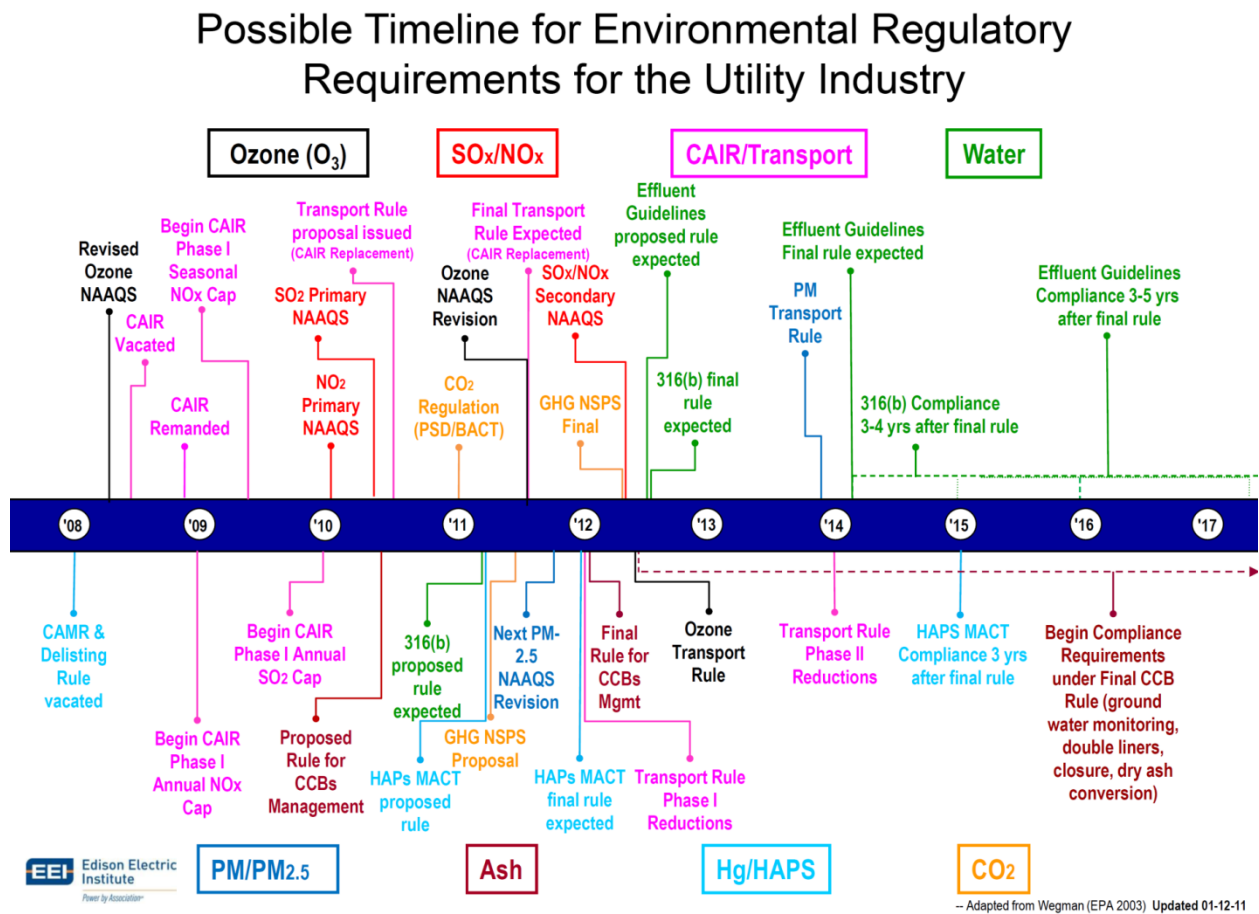 Possible Timeline for Environmental Regulatory
Requirements for the Utility Industry
Ozone (O3)
SOx/NOx
CAIR/Transport
Water
Revised
Ozone
NAAQS
CAIR
Vacated
Begin CAIR
Phase I
Seasonal
NOx Cap
CAIR
Remanded
Transport Rule
proposal issued
(CAIR Replacement)
SO2 Primary
NAAQS
NO2
Primary
NAAQS
Ozone
NAAQS
Revision
CO2
Regulation
(PSD/BACT)
Final Transport
Rule Expected
(CAIR Replacement)
SOx/NOx
Secondary
NAAQS
GHG NSPS
Final
Effluent
Guidelines
proposed rule
expected
316(b) final
rule
expected
PM
Transport
Rule
Effluent Guidelines
Final rule expected
316(b) Compliance
3-4 yrs after final rule
Effluent Guidelines
Compliance 3-5 yrs
after final rule
'08
'09
'10
'11
'12
'13
'14
'15
'16
'17
CAMR &
Delisting
Rule
vacated
Begin CAIR
Phase I
Annual NOx
Cap
Begin CAIR
Phase I Annual
SO2 Cap
Proposed
Rule for
CCBs
Management
316(b)
proposed
rule
expected
HAPs MACT
proposed
rule
GHG NSPS
Proposal
Next PM-
2.5
NAAQS
Revision
HAPs MACT
final rule
expected
Final
Rule for
CCBs
Mgmt
Transport Rule
Phase I
Reductions
Ozone
Transport
Rule
Transport Rule
Phase II
Reductions
HAPS MACT
Compliance 3 yrs
after final rule
Begin Compliance
Requirements
under Final CCB
Rule (ground
water monitoring,
double liners,
closure, dry ash
conversion)
EEI
Edison Electric
Institute
Power by Association
PM/PM2.5
Ash
Hg/HAPS
CO2
-- Adapted from Wegman (EPA 2003) Updated 01-12-11